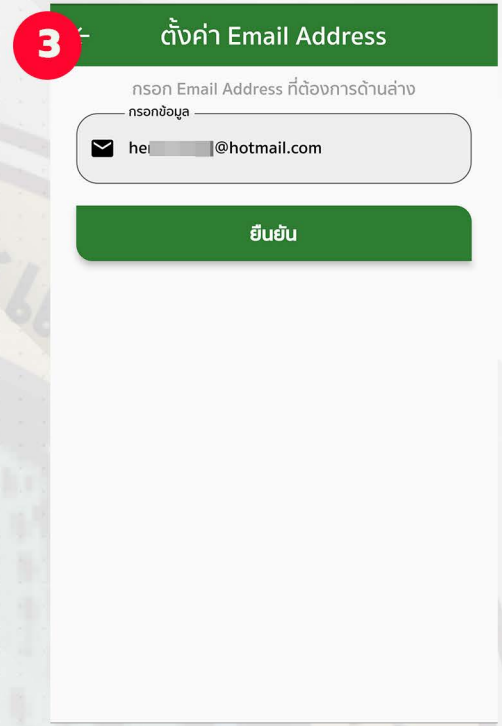 3
ตั้งค่า Email Address
กรอก Email Address ที่ต้องการด้านล่าง
กรอกข้อมูล
@hotmail.com
ยืนยัน